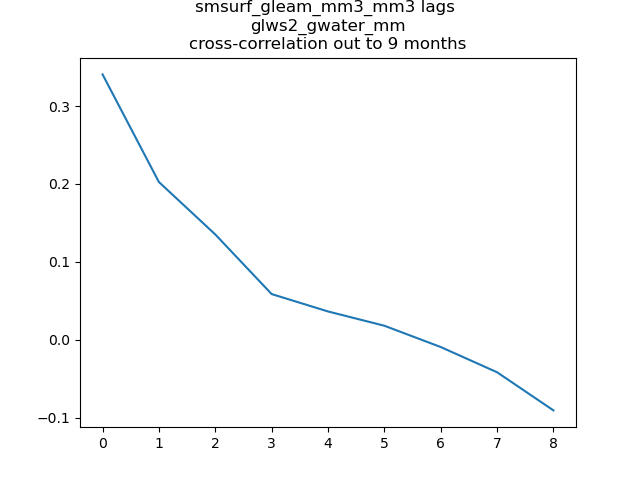 smsurf_gleam_mm3_mm3 lags
glws2_gwater_mm
cross-correlation out to 9 months
0.3
0.2
0.1
0.0
−0.1
0 1 2 3 4 5 6 7 8